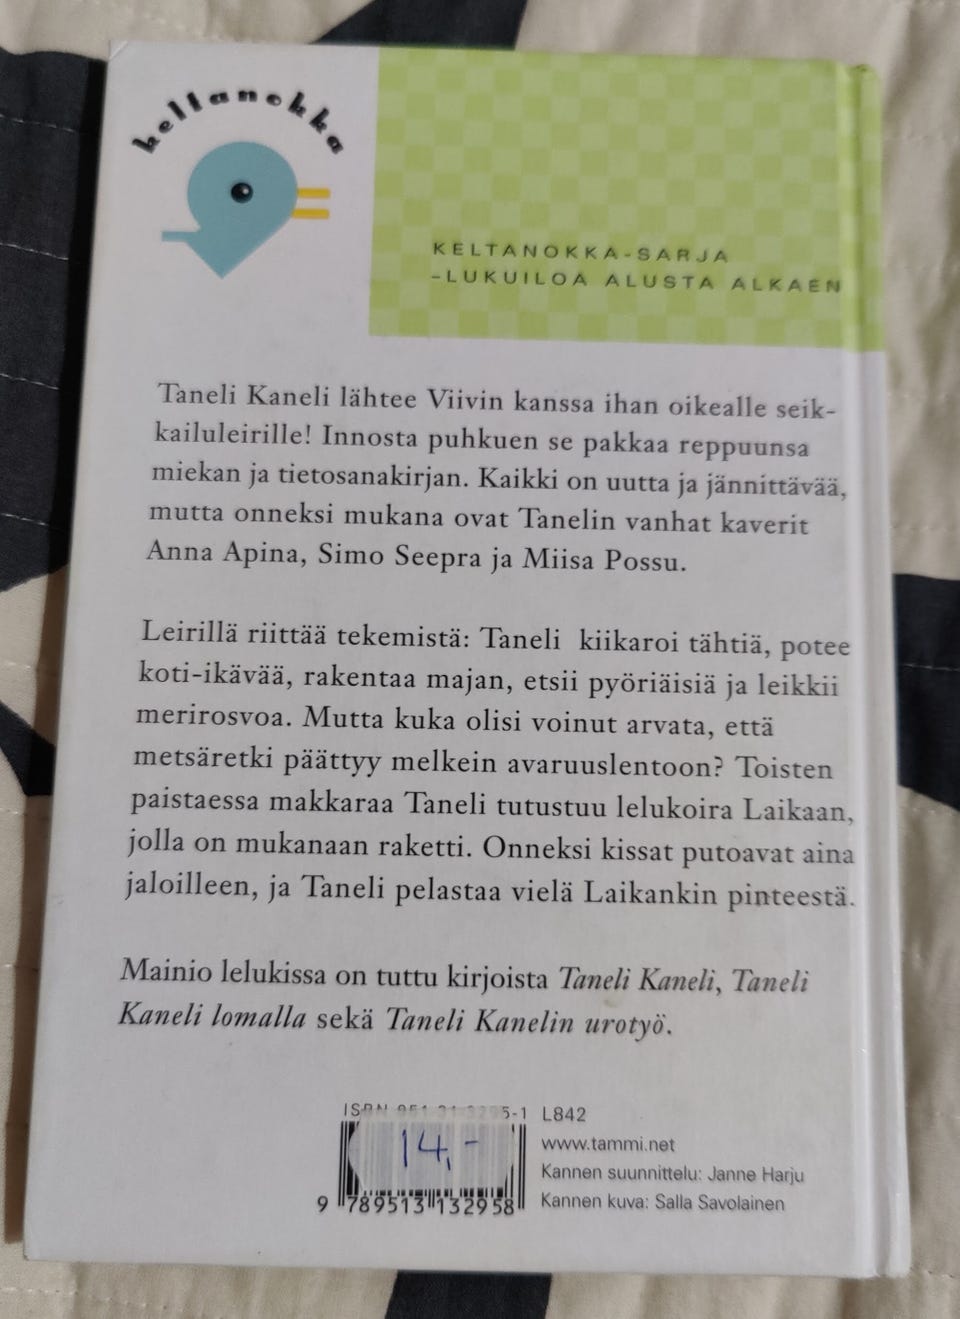 keltanokka
KELTANOKKA-SARJA
-LUKUILOA ALUSTA ALKAEN
Taneli Kaneli lähtee Viivin kanssa ihan oikealle seik-
kailuleirille! Innosta puhkuen se pakkaa reppuunsa
miekan ja tietosanakirjan. Kaikki on uutta ja jännittävää,
mutta onneksi mukana ovat Tanelin vanhat kaverit
Anna Apina, Simo Seepra ja Miisa Possu.
Leirillä riittää tekemistä: Taneli kiikaroi tähtiä, potee
koti-ikävää, rakentaa majan, etsii pyöriäisiä ja leikkii
merirosvoa. Mutta kuka olisi voinut arvata, että
metsäretki päättyy melkein avaruuslentoon? Toisten
paistaessa makkaraa Taneli tutustuu lelukoira Laikaan,
jolla on mukanaan raketti. Onneksi kissat putoavat aina
jaloilleen, ja Taneli pelastaa vielä Laikankin pinteestä.
Mainio lelukissa on tuttu kirjoista Taneli Kaneli, Taneli
Kaneli lomalla sekä Taneli Kanelin urotyö.
ISBN 5-1 L842
14,-
www.tammi.net
Kannen suunnittelu: Janne Harju
Kannen kuva: Salla Savolainen
9 789513 132958